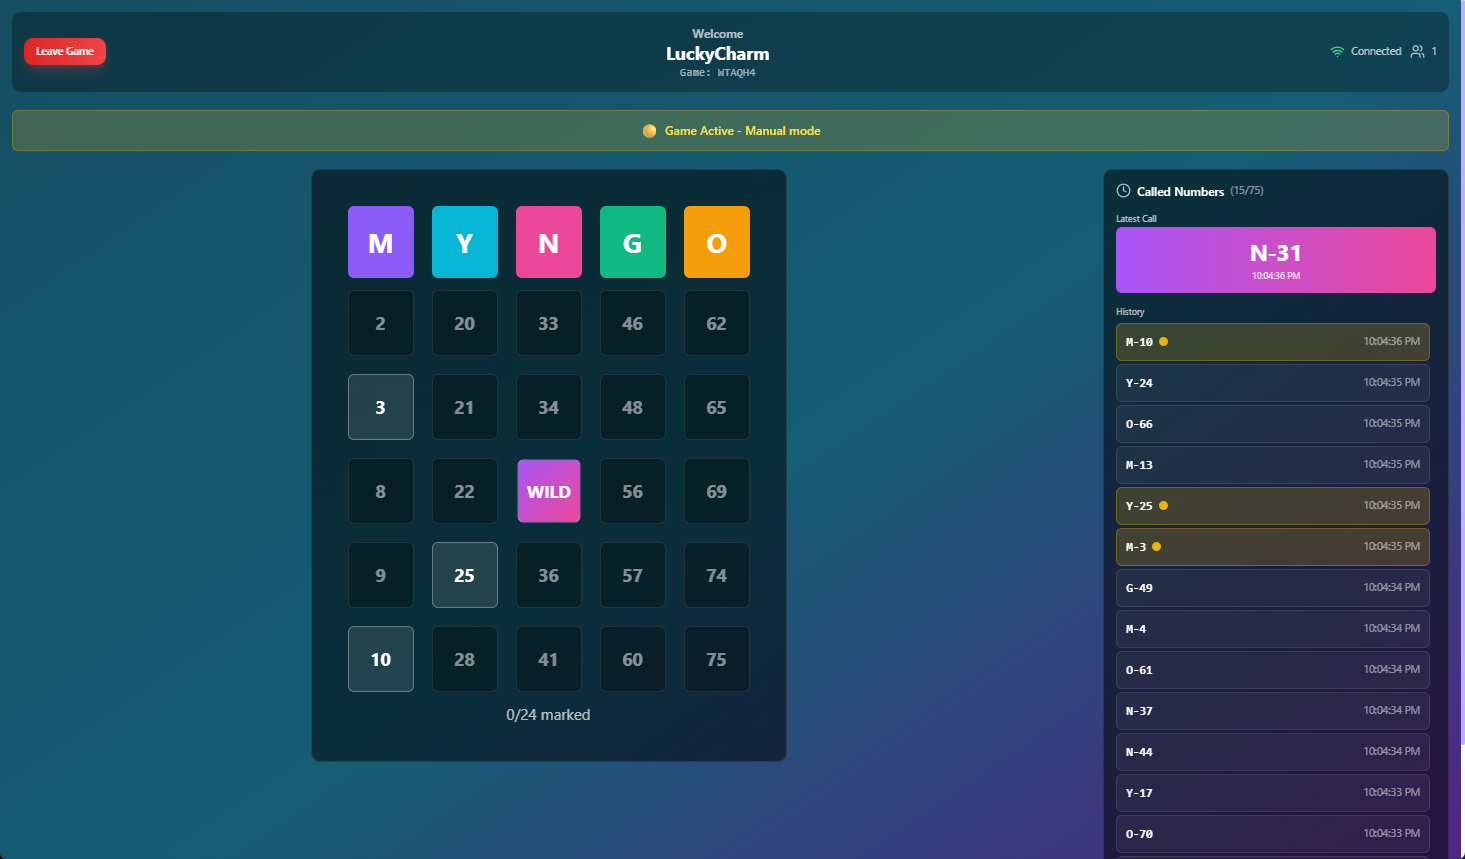 Leave Game
Welcome
LuckyCharm
Game: WTAQH4
Connected 1
Game Active - Manual mode
M Y N G O
2 20 33 46 62
3 21 34 48 65
8 22 WILD 56 69
9 25 36 57 74
10 28 41 60 75
0/24 marked
Called Numbers (15/75)
Latest Call
N-31
10:04:36 PM
History
M-10 10:04:36 PM
Y-24 10:04:35 PM
O-66 10:04:35 PM
M-13 10:04:35 PM
Y-25 10:04:35 PM
M-3 10:04:35 PM
G-49 10:04:34 PM
M-4 10:04:34 PM
O-61 10:04:34 PM
N-37 10:04:34 PM
N-44 10:04:34 PM
Y-17 10:04:33 PM
O-70 10:04:33 PM